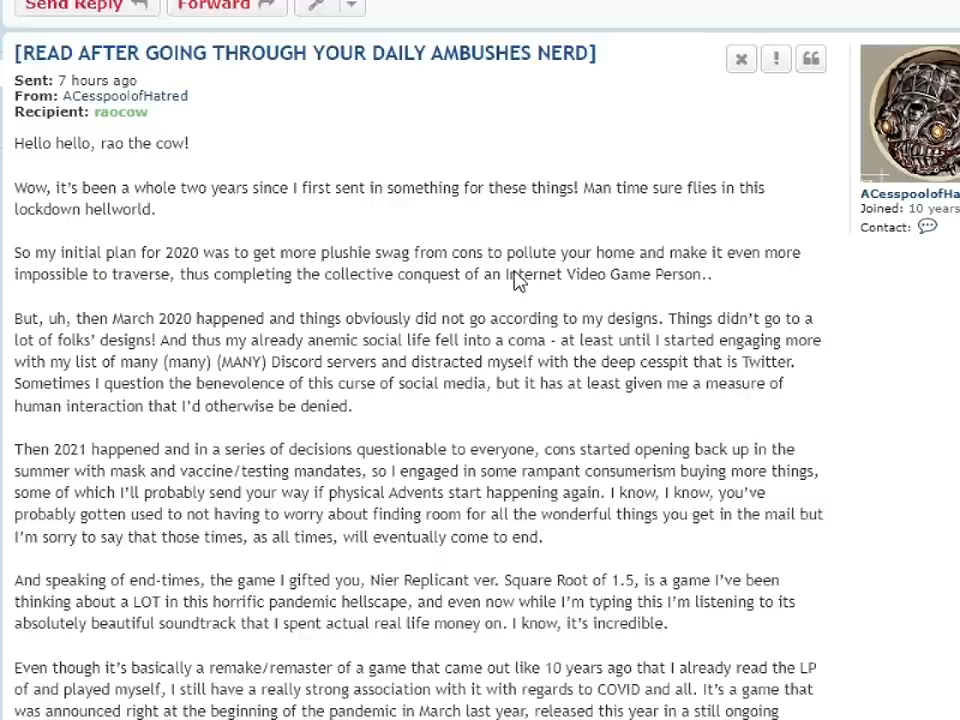 Send Reply
Forward
[READ AFTER GOING THROUGH YOUR DAILY AMBUSHES NERD]
Sent: 7 hours ago
From: ACesspoolofHatred
Recipient: raocow
Hello hello, rao the cow!
Wow, it's been a whole two years since I first sent in something for these things! Man time sure flies in this
lockdown hellworld.
So my initial plan for 2020 was to get more plushie swag from cons to pollute your home and make it even more
impossible to traverse, thus completing the collective conquest of an Internet Video Game Person..
But, uh, then March 2020 happened and things obviously did not go according to my designs. Things didn't go to a
lot of folks' designs! And thus my already anemic social life fell into a coma - at least until I started engaging more
with my list of many (many) (MANY) Discord servers and distracted myself with the deep cesspit that is Twitter.
Sometimes I question the benevolence of this curse of social media, but it has at least given me a measure of
human interaction that I'd otherwise be denied.
Then 2021 happened and in a series of decisions questionable to everyone, cons started opening back up in the
summer with mask and vaccine/testing mandates, so I engaged in some rampant consumerism buying more things,
some of which I'll probably send your way if physical Advents start happening again. I know, I know, you've
probably gotten used to not having to worry about finding room for all the wonderful things you get in the mail but
I'm sorry to say that those times, as all times, will eventually come to end.
And speaking of end-times, the game I gifted you, Nier Replicant ver. Square Root of 1.5, is a game I've been
thinking about a LOT in this horrific pandemic hellscape, and even now while I'm typing this I'm listening to its
absolutely beautiful soundtrack that I spent actual real life money on. I know, it's incredible.
Even though it's basically a remake/remaster of a game that came out like 10 years ago that I already read the LP
of and played myself, I still have a really strong association with it with regards to COVID and all. It's a game that
was announced right at the beginning of the pandemic in March last year, released this year in a still ongoing
ACesspoolofHa
Joined: 10 years
Contact: